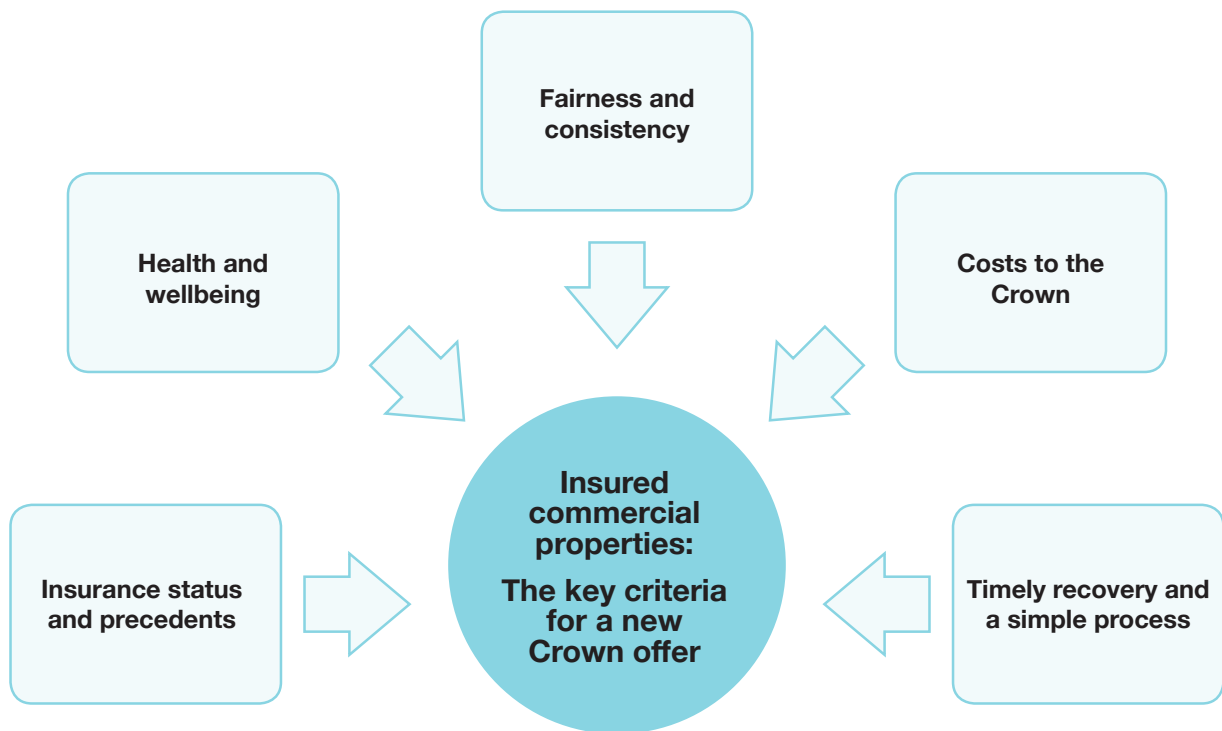 Fairness and
consistency
Health and
wellbeing
Costs to the
Crown
Insurance status
and precedents
Insured
commercial
properties:
The key criteria
for a new
Crown offer
Timely recovery and
a simple process